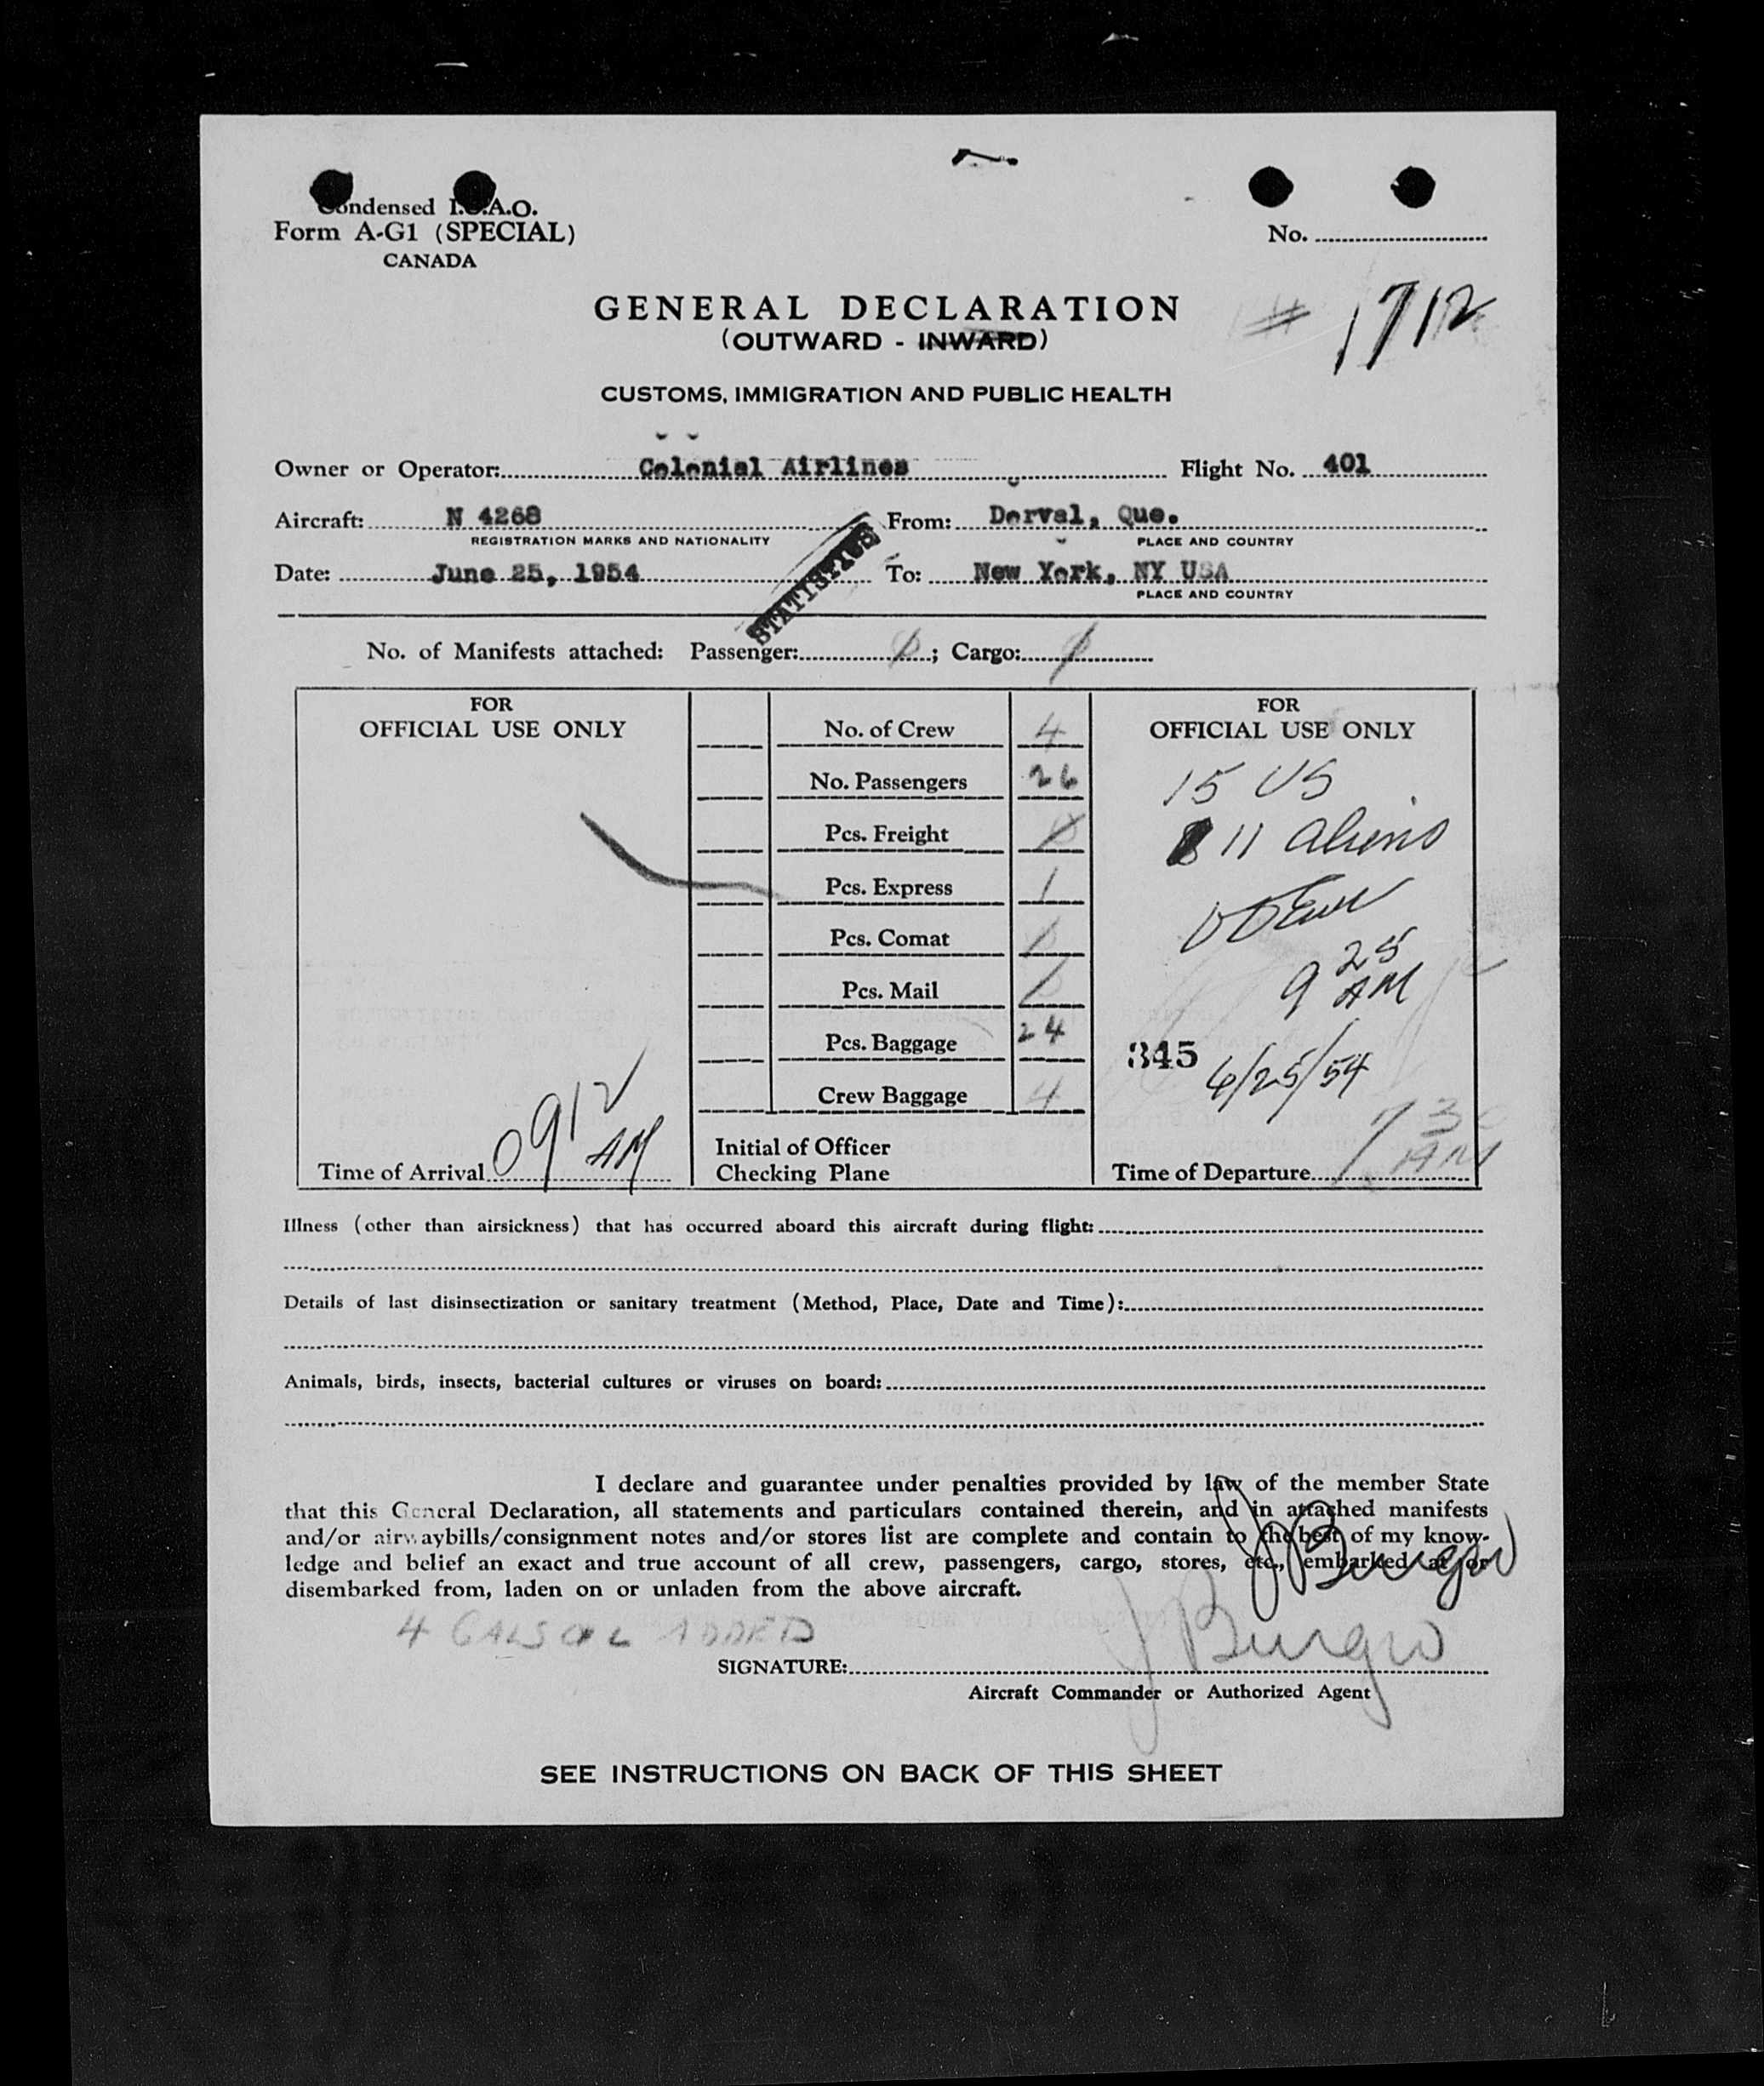 Condensed I.C.A.O.
Form A-G1 (SPECIAL)
CANADA
No.
# 1712
GENERAL DECLARATION
(OUTWARD - INWARD)
CUSTOMS, IMMIGRATION AND PUBLIC HEALTH
Owner or Operator: Colonial Airlines Flight No. 401
Aircraft: N 4268 From: Dorval, Que.
REGISTRATION MARKS AND NATIONALITY PLACE AND COUNTRY
STATISTICS
Date: June 25, 1954 To: New York, NY USA
PLACE AND COUNTRY
No. of Manifests attached: Passenger: ; Cargo:
FOR
OFFICIAL USE ONLY
Time of Arrival 0912 AM
No. of Crew 4
No. Passengers 26
Pcs. Freight
Pcs. Express 1
Pcs. Comat
Pcs. Mail
Pcs. Baggage 24
Crew Baggage 4
Initial of Officer
Checking Plane
FOR
OFFICIAL USE ONLY
15 US
11 Aliens
9 25 AM
345
6/25/54
Time of Departure 730 AM
Illness (other than airsickness) that has occurred aboard this aircraft during flight:
Details of last disinsectization or sanitary treatment (Method, Place, Date and Time):
Animals, birds, insects, bacterial cultures or viruses on board:
I declare and guarantee under penalties provided by law of the member State
that this General Declaration, all statements and particulars contained therein, and in attached manifests
and/or airwaybills/consignment notes and/or stores list are complete and contain to the best of my know-
ledge and belief an exact and true account of all crew, passengers, cargo, stores, etc., embarked at or
disembarked from, laden on or unladen from the above aircraft.
J Burgio
4 GALS OIL ADDED
SIGNATURE: J Burgio
Aircraft Commander or Authorized Agent
SEE INSTRUCTIONS ON BACK OF THIS SHEET